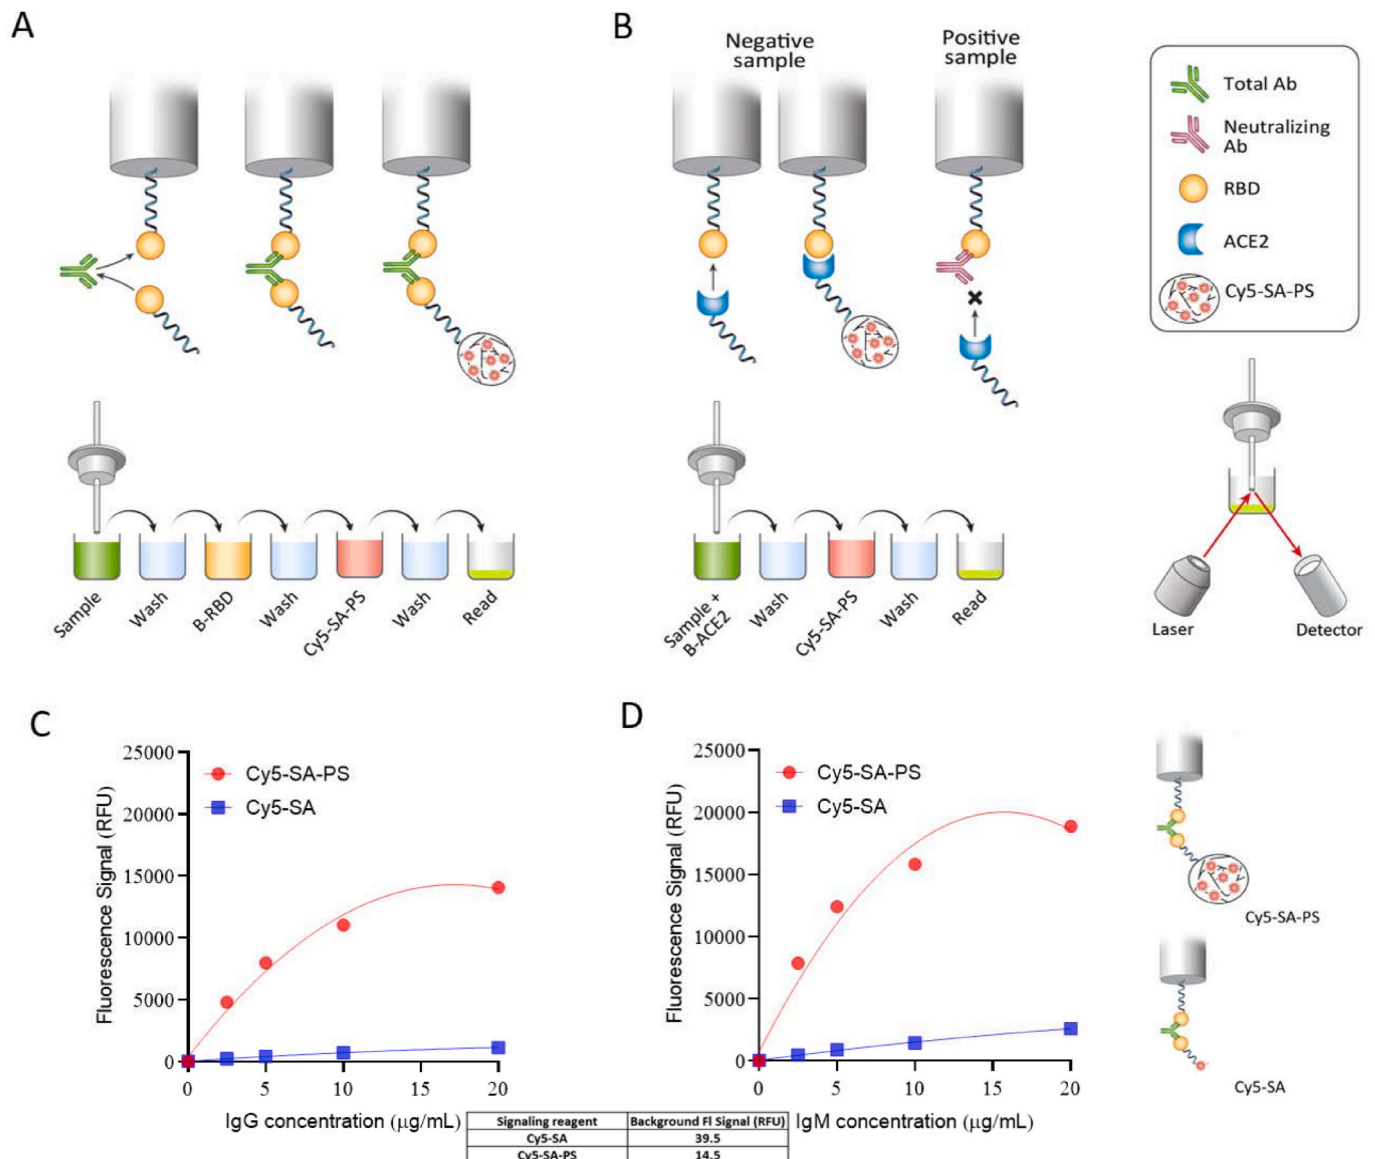 A
B
Negative
sample
Positive
sample
Total Ab
Neutralizing
Ab
RBD
ACE2
Cy5-SA-PS
Sample
Wash
B-RBD
Wash
Cy5-SA-PS
Wash
Read
Sample +
B-ACE2
Wash
Cy5-SA-PS
Wash
Read
Laser
Detector
C
25000
20000
15000
10000
5000
0
Fluorescence Signal (RFU)
Cy5-SA-PS
Cy5-SA
0
5
10
15
20
IgG concentration (μg/mL)
D
25000
20000
15000
10000
5000
0
Fluorescence Signal (RFU)
Cy5-SA-PS
Cy5-SA
0
5
10
15
20
IgM concentration (μg/mL)
Cy5-SA-PS
Cy5-SA
Signaling reagent Background Fl Signal (RFU)
Cy5-SA 39.5
Cy5-SA-PS 14.5